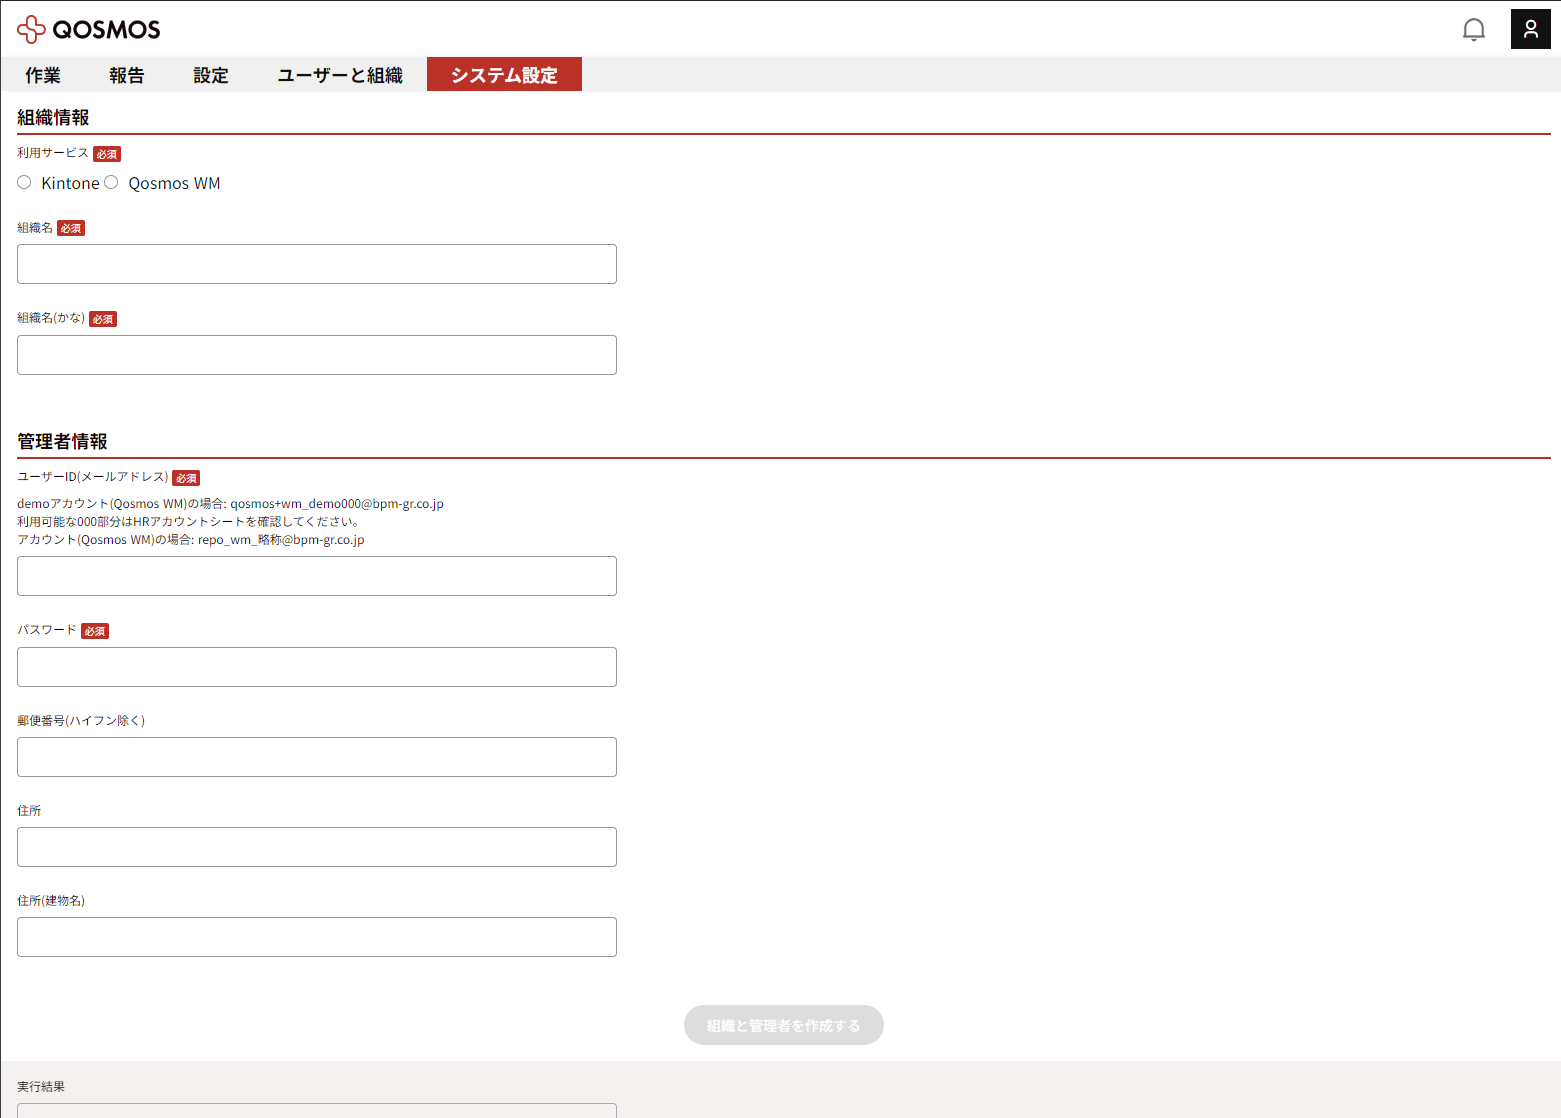 QOSMOS
作業 報告 設定 ユーザーと組織 システム設定
組織情報
利用サービス 必須
Kintone Qosmos WM
組織名 必須
組織名(かな) 必須
管理者情報
ユーザーID(メールアドレス) 必須
demoアカウント(Qosmos WM)の場合: qosmos+wm_demo000@bpm-gr.co.jp
利用可能な000部分はHRアカウントシートを確認してください。
アカウント(Qosmos WM)の場合: repo_wm_略称@bpm-gr.co.jp
パスワード 必須
郵便番号(ハイフン除く)
住所
住所(建物名)
組織と管理者を作成する
実行結果